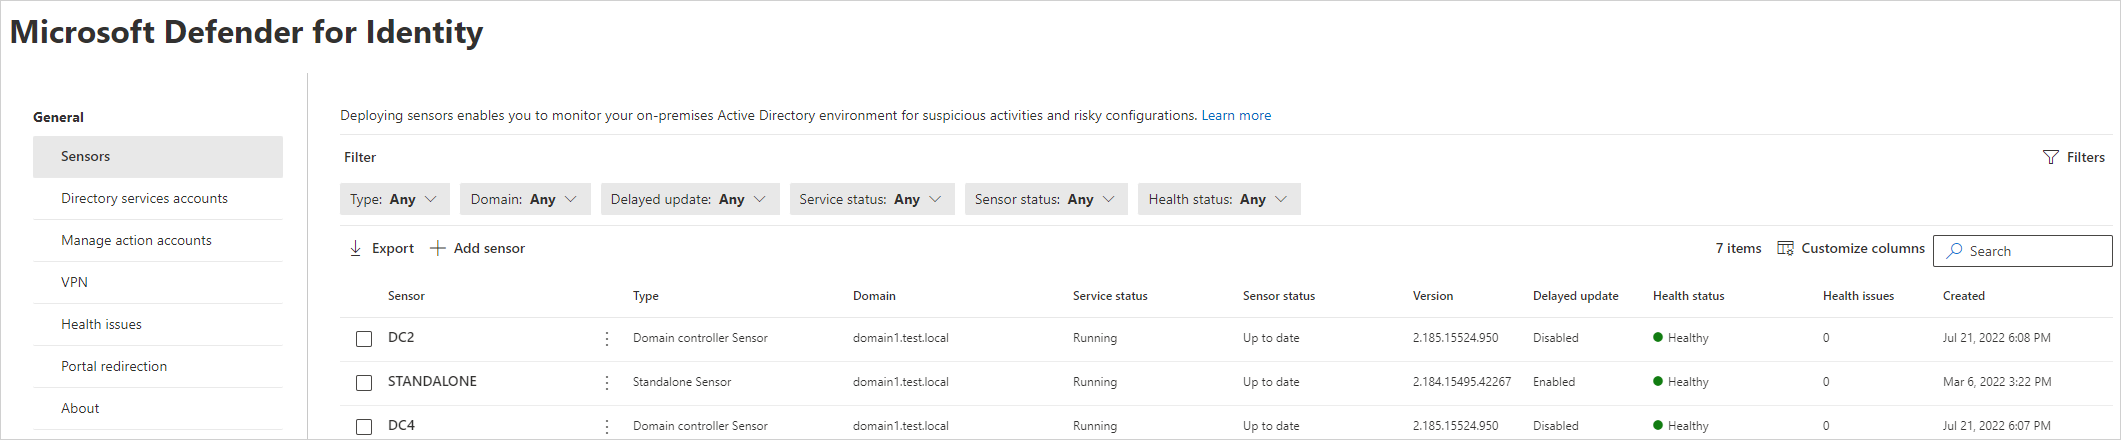 Microsoft Defender for Identity
General
Sensors
Directory services accounts
Manage action accounts
VPN
Health issues
Portal redirection
About
Deploying sensors enables you to monitor your on-premises Active Directory environment for suspicious activities and risky configurations. Learn more
Filter Filters
Type: Any Domain: Any Delayed update: Any Service status: Any Sensor status: Any Health status: Any
Export Add sensor 7 items Customize columns Search
Sensor Type Domain Service status Sensor status Version Delayed update Health status Health issues Created
DC2 Domain controller Sensor domain1.test.local Running Up to date 2.185.15524.950 Disabled Healthy 0 Jul 21, 2022 6:08 PM
STANDALONE Standalone Sensor domain1.test.local Running Up to date 2.184.15495.42267 Enabled Healthy 0 Mar 6, 2022 3:22 PM
DC4 Domain controller Sensor domain1.test.local Running Up to date 2.185.15524.950 Disabled Healthy 0 Jul 21, 2022 6:07 PM